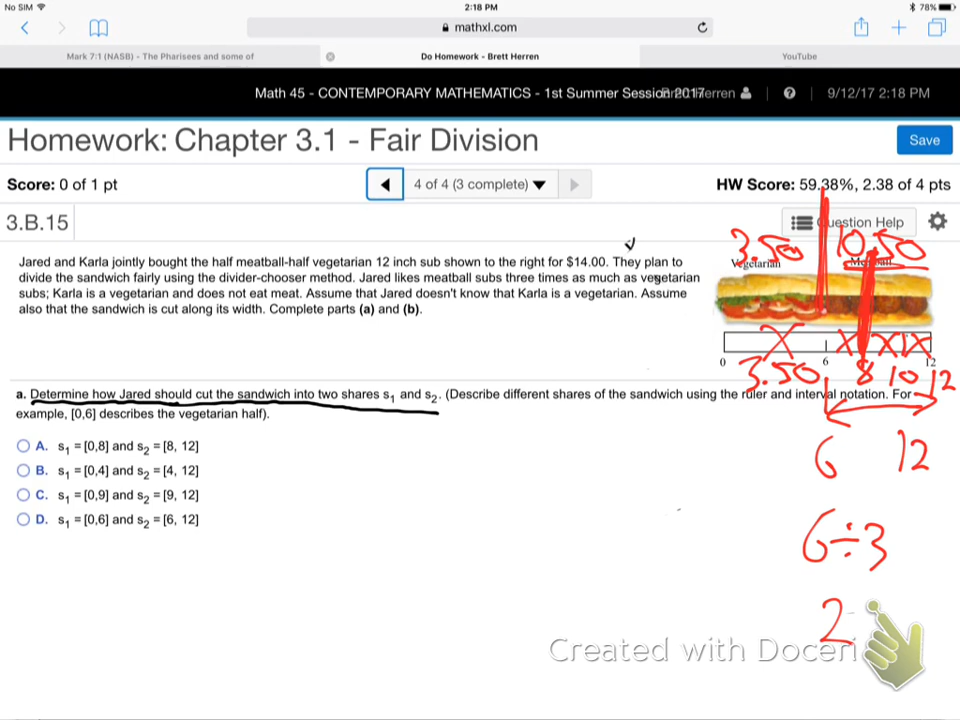 No SIM 2:18 PM 78%
mathxl.com
Mark 7:1 (NASB) - The Pharisees and some of Do Homework - Brett Herren YouTube
Math 45 - CONTEMPORARY MATHEMATICS - 1st Summer Session 2017 Herren 9/12/17 2:18 PM
Homework: Chapter 3.1 - Fair Division Save
Score: 0 of 1 pt 4 of 4 (3 complete) HW Score: 59.38%, 2.38 of 4 pts
3.B.15 Question Help
3.50 10.50
Jared and Karla jointly bought the half meatball-half vegetarian 12 inch sub shown to the right for $14.00. They plan to
divide the sandwich fairly using the divider-chooser method. Jared likes meatball subs three times as much as vegetarian
subs; Karla is a vegetarian and does not eat meat. Assume that Jared doesn't know that Karla is a vegetarian. Assume
also that the sandwich is cut along its width. Complete parts (a) and (b).
Vegetarian
X X X X
0 6 12
3.50 8 10 12
a. Determine how Jared should cut the sandwich into two shares s1 and s2. (Describe different shares of the sandwich using the ruler and interval notation. For
example, [0,6] describes the vegetarian half).
A. s1 = [0,8] and s2 = [8, 12]
B. s1 = [0,4] and s2 = [4, 12]
C. s1 = [0,9] and s2 = [9, 12]
D. s1 = [0,6] and s2 = [6, 12]
6 12
6÷3
2
Created with Doceri